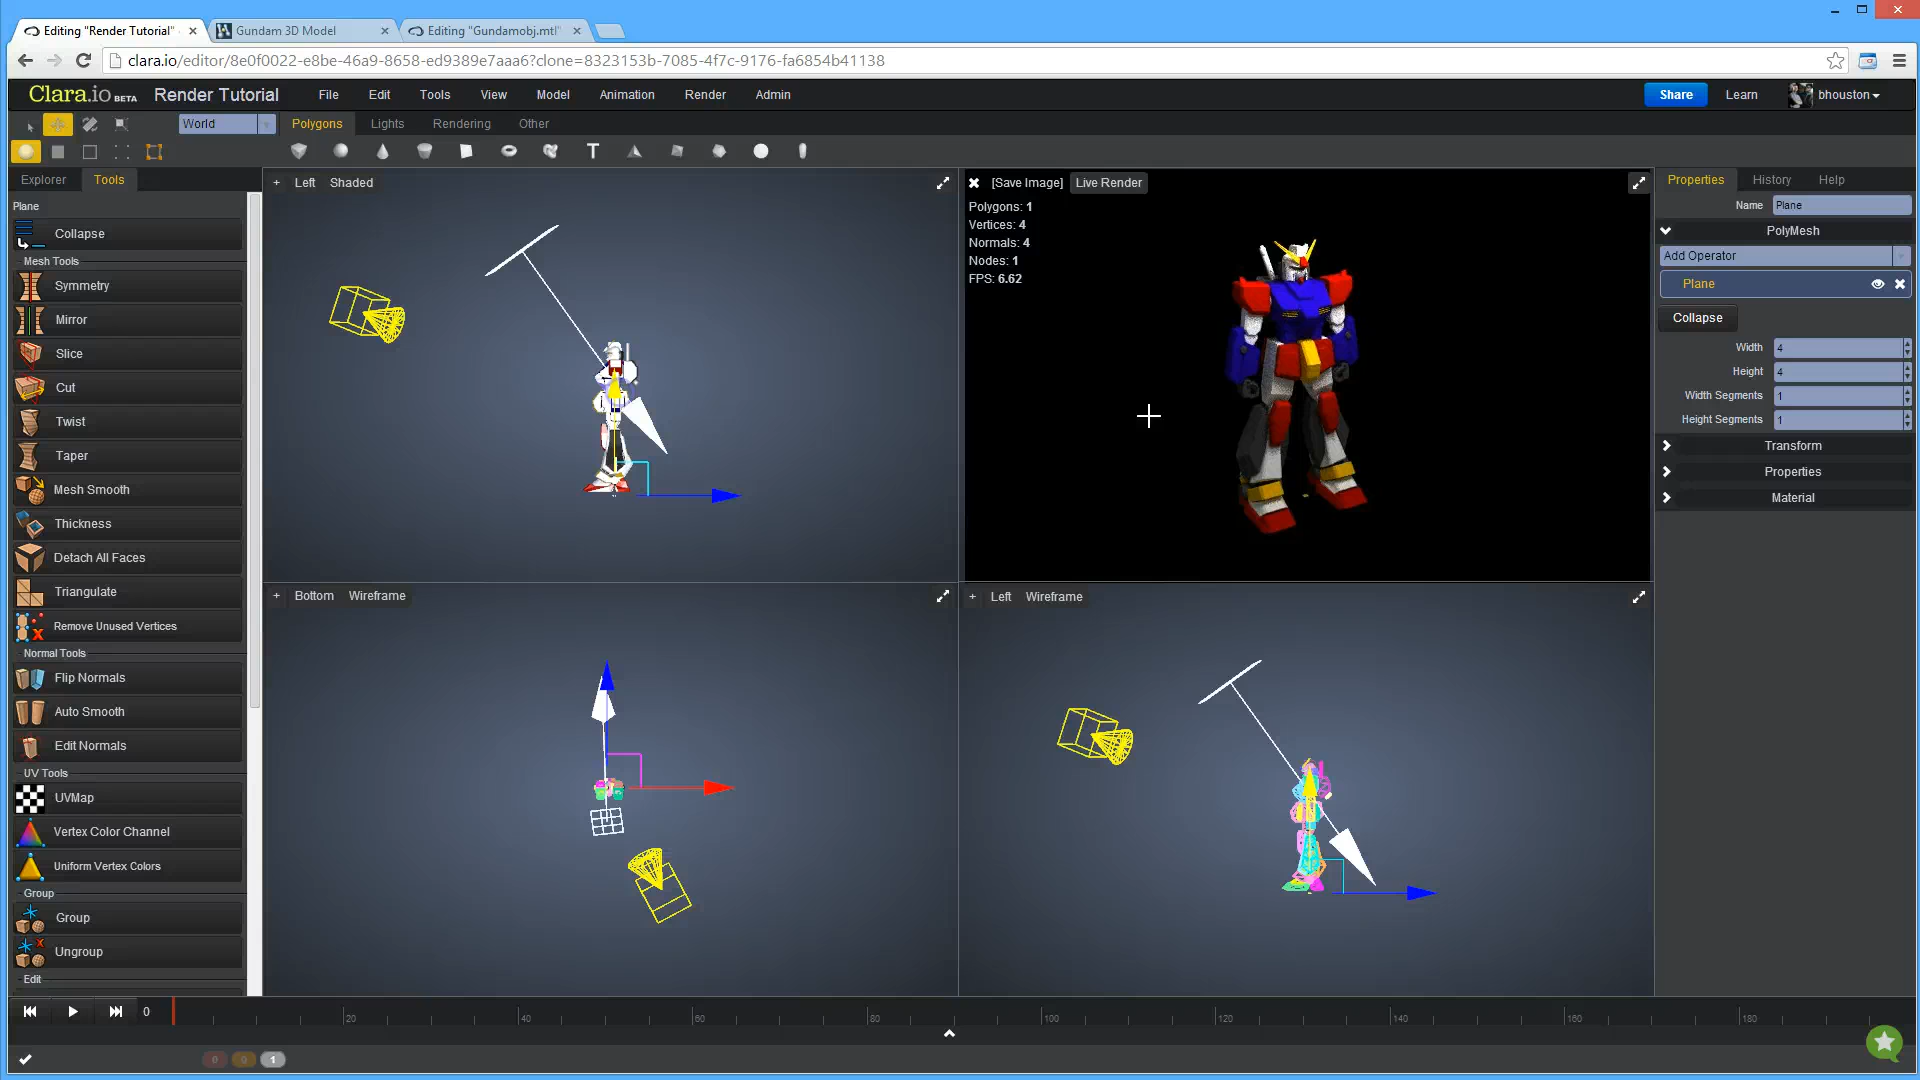 Editing "Render Tutorial"
Gundam 3D Model
Editing "Gundamobj.mtl"
clara.io/editor/8e0f0022-e8be-46a9-8658-ed9389e7aaa6?clone=8323153b-7085-4f7c-9176-fa6854b41138
Clara.io BETA Render Tutorial File Edit Tools View Model Animation Render Admin Share Learn bhouston
World Polygons Lights Rendering Other
T
Explorer Tools
Plane
Collapse
Mesh Tools
Symmetry
Mirror
Slice
Cut
Twist
Taper
Mesh Smooth
Thickness
Detach All Faces
Triangulate
Remove Unused Vertices
Normal Tools
Flip Normals
Auto Smooth
Edit Normals
UV Tools
UVMap
Vertex Color Channel
Uniform Vertex Colors
Group
Group
Ungroup
Edit
+ Left Shaded
[Save Image] Live Render
Polygons: 1
Vertices: 4
Normals: 4
Nodes: 1
FPS: 6.62
+ Bottom Wireframe
+ Left Wireframe
Properties History Help
Name Plane
PolyMesh
Add Operator
Plane
Collapse
Width 4
Height 4
Width Segments 1
Height Segments 1
Transform
Properties
Material
0 20 40 60 80 100 120 140 160 180
0 0 1